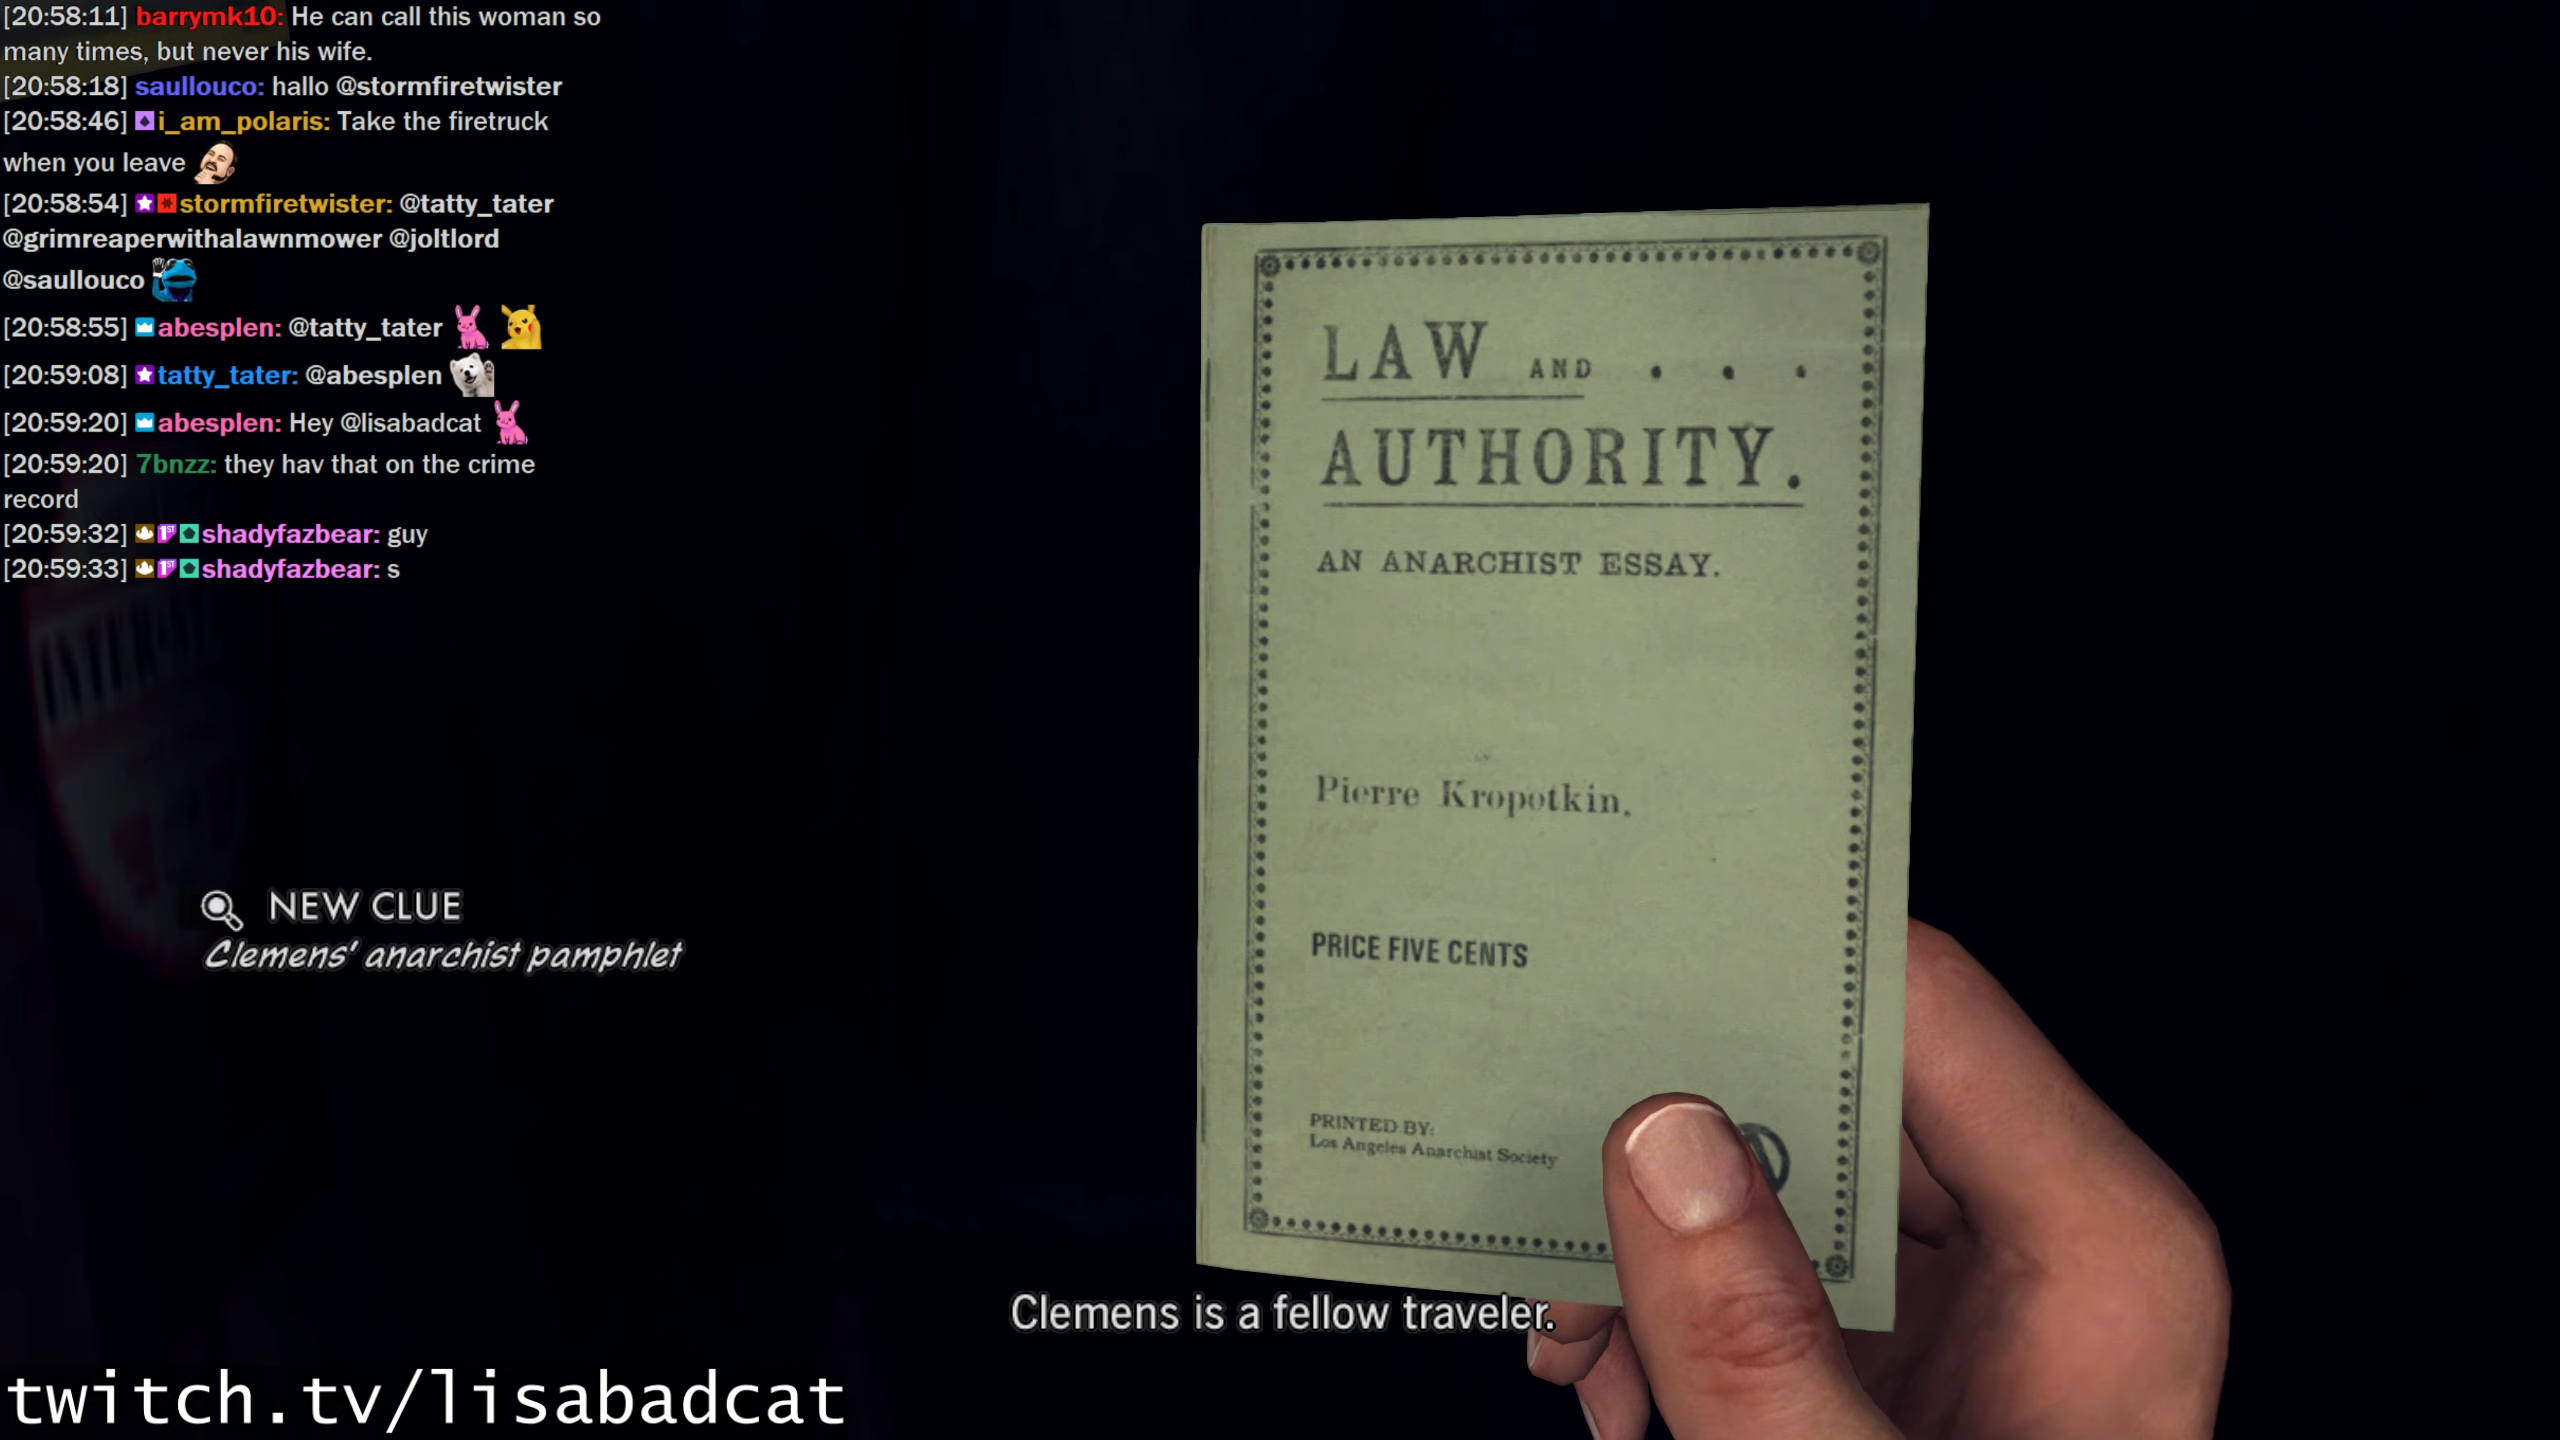 [20:58:11] barrymk10: He can call this woman so
many times, but never his wife.
[20:58:18] saullouco: hallo @stormfiretwister
[20:58:46] i_am_polaris: Take the firetruck
when you leave
[20:58:54] stormfiretwister: @tatty_tater
@grimreaperwithalawnmower @joltlord
@saullouco
[20:58:55] abesplen: @tatty_tater
[20:59:08] tatty_tater: @abesplen
[20:59:20] abesplen: Hey @lisabadcat
[20:59:20] 7bnzz: they hav that on the crime
record
[20:59:32] 1ST shadyfazbear: guy
[20:59:33] 1ST shadyfazbear: s
NEW CLUE
Clemens' anarchist pamphlet
LAW AND . . .
AUTHORITY.
AN ANARCHIST ESSAY.
by
Pierre Kropotkin.
PRICE FIVE CENTS
PRINTED BY:
Los Angeles Anarchist Society
Clemens is a fellow traveler.
twitch.tv/lisabadcat